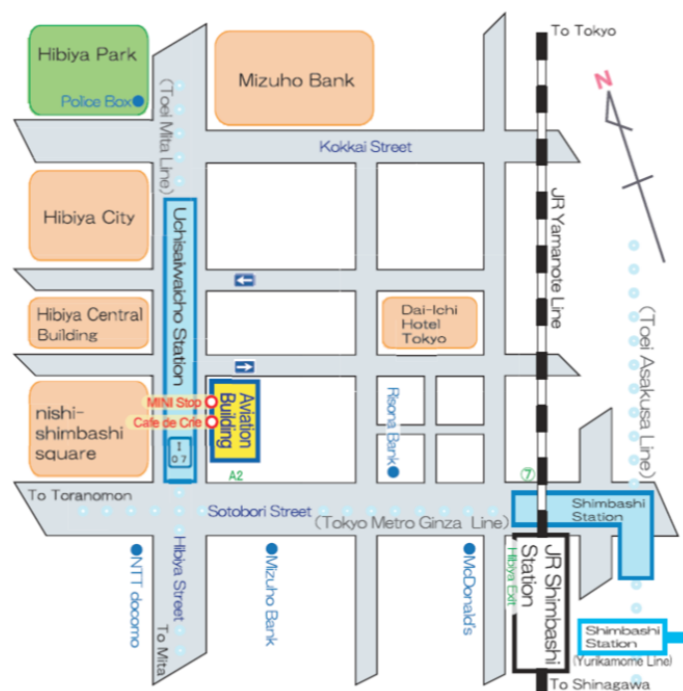 Hibiya Park
Police Box
(Toei Mita Line)
Mizuho Bank
To Tokyo
N
Kokkai Street
Hibiya City
Uchisaiwaicho Station
JR Yamanote Line
Hibiya Central
Building
Dai-Ichi
Hotel
Tokyo
(Toei Asakusa Line)
MINI Stop
Cafe de Crie
Aviation
Building
nishi-
shimbashi
square
I
07
A2
Risona Bank
⑦
To Toranomon
Sotobori Street
(Tokyo Metro Ginza Line)
Shimbashi
Station
NTT docomo
Hibiya Street
To Mita
Mizuho Bank
McDonald's
Hibiya Exit
JR Shimbashi
Station
Shimbashi
Station
(Yurikamome Line)
To Shinagawa